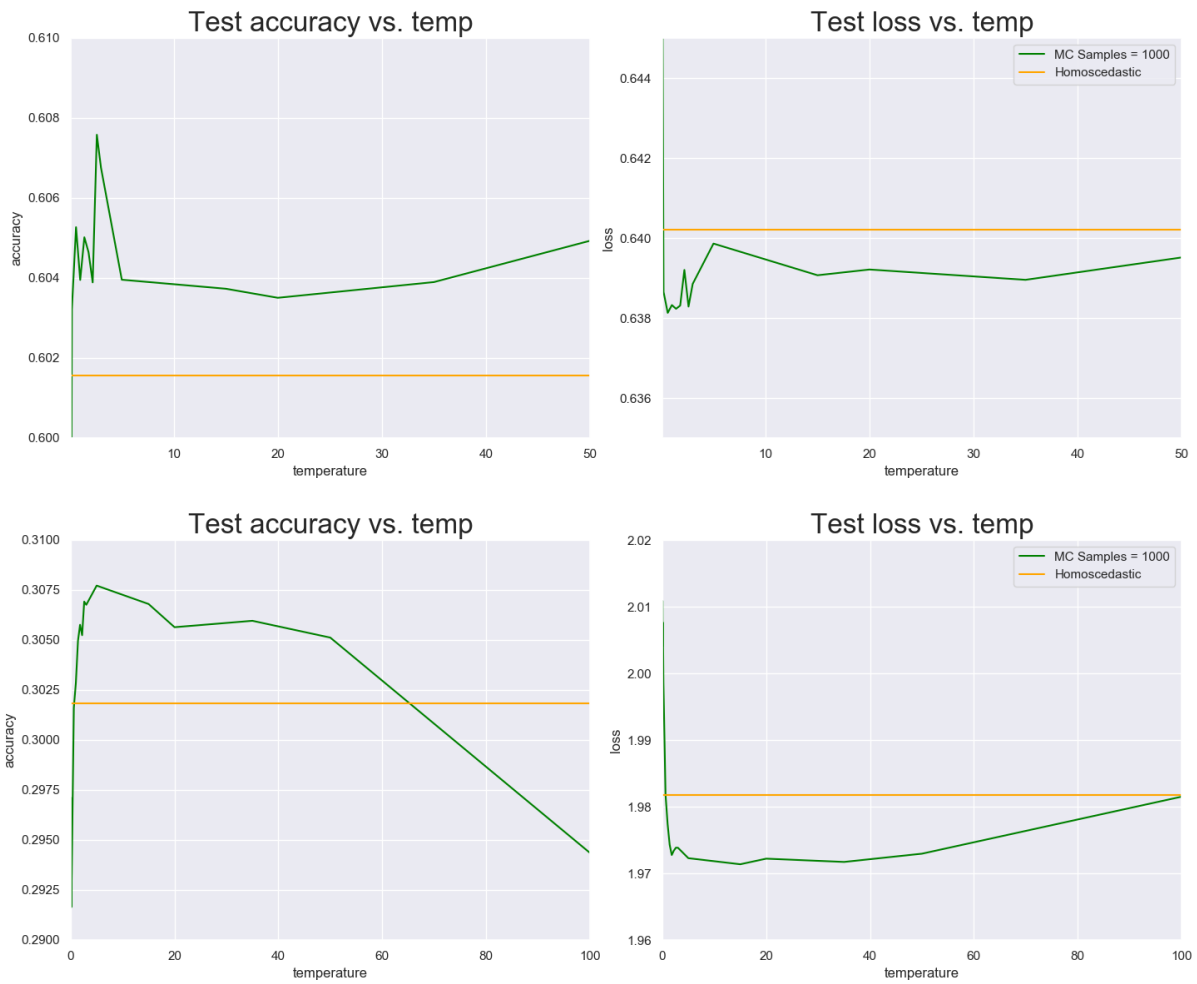 Test accuracy vs. temp
0.610
0.608
0.606
0.604
0.602
0.600
accuracy
10 20 30 40 50
temperature
Test loss vs. temp
MC Samples = 1000
Homoscedastic
0.644
0.642
0.640
0.638
0.636
loss
10 20 30 40 50
temperature
Test accuracy vs. temp
0.3100
0.3075
0.3050
0.3025
0.3000
0.2975
0.2950
0.2925
0.2900
accuracy
0 20 40 60 80 100
temperature
Test loss vs. temp
MC Samples = 1000
Homoscedastic
2.02
2.01
2.00
1.99
1.98
1.97
1.96
loss
0 20 40 60 80 100
temperature